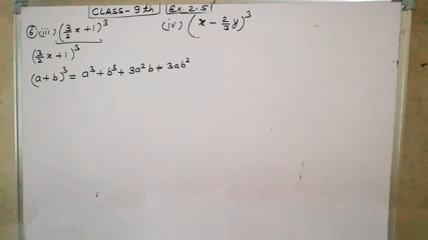 CLASS-9th Ex.2.5
6 (iii) (3/2 x+1)³ (iv) (x - 2/3 y)³
(3/2 x+1)³
(a+b)³ = a³ + b³ + 3a²b + 3ab²